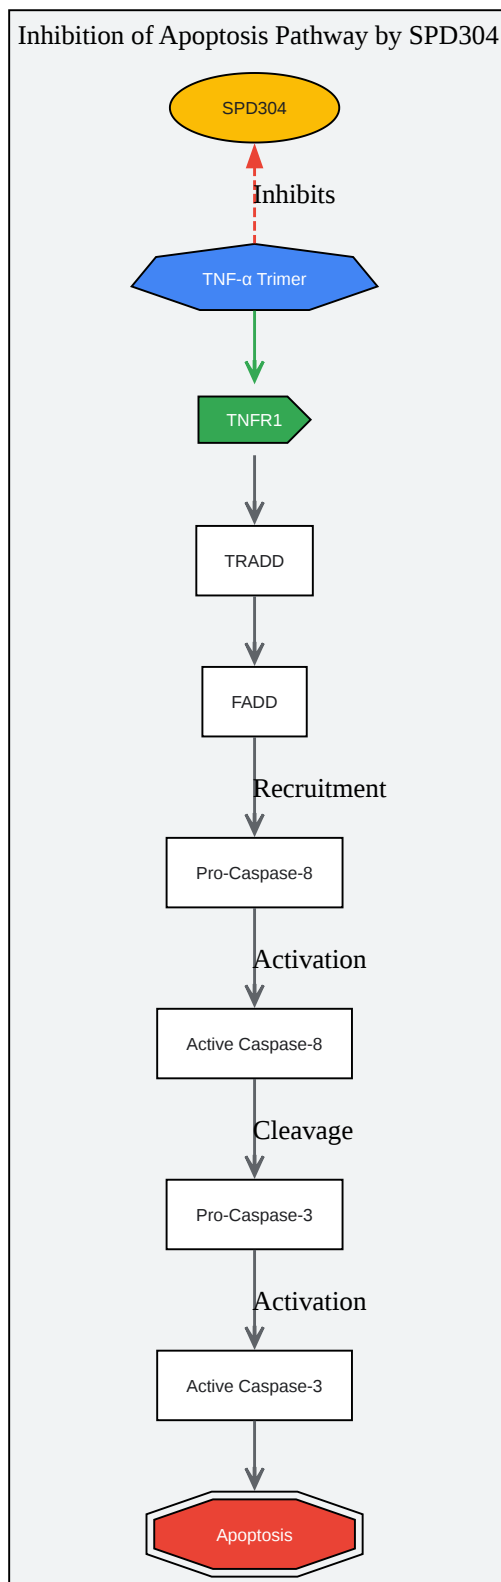 Inhibition of Apoptosis Pathway by SPD304
SPD304
Inhibits
TNF-α Trimer
TNFR1
TRADD
FADD
Recruitment
Pro-Caspase-8
Activation
Active Caspase-8
Cleavage
Pro-Caspase-3
Activation
Active Caspase-3
Apoptosis